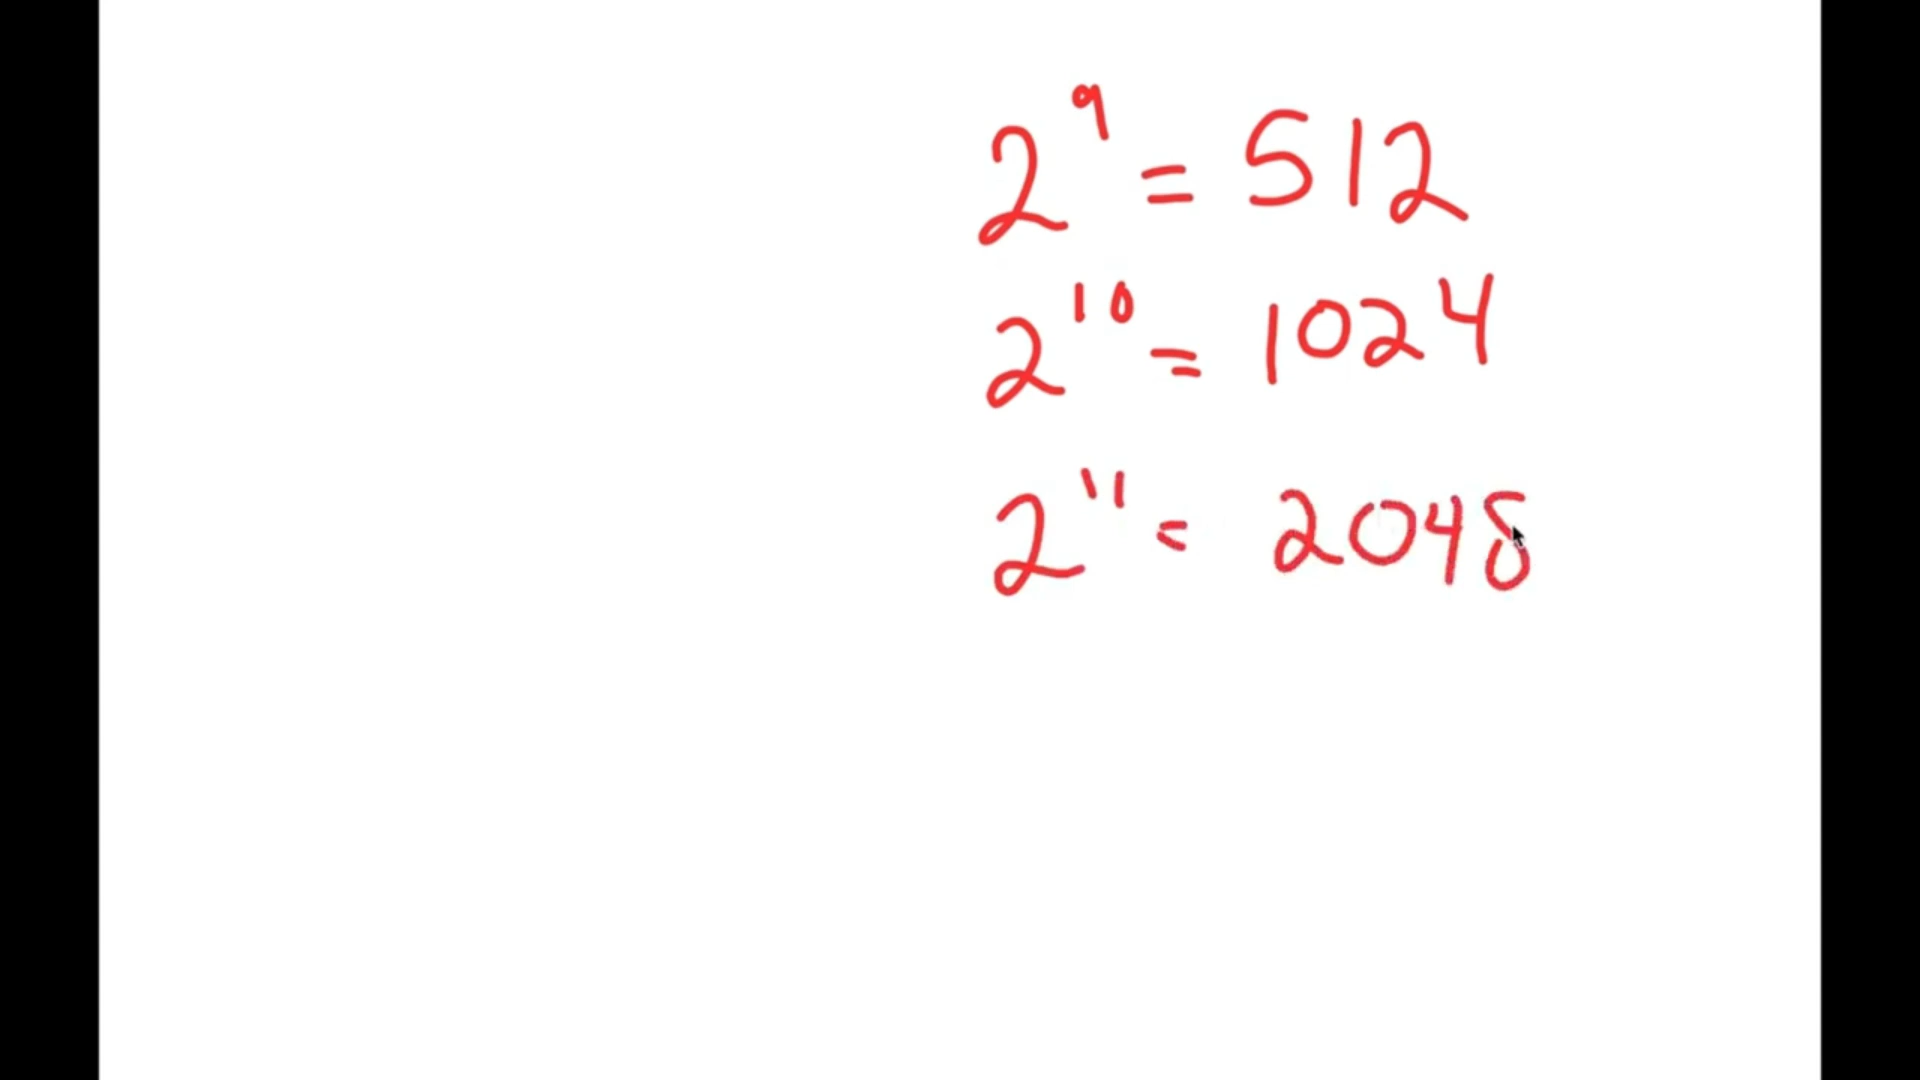 2⁹ = 512
2¹⁰ = 1024
2¹¹ = 2048